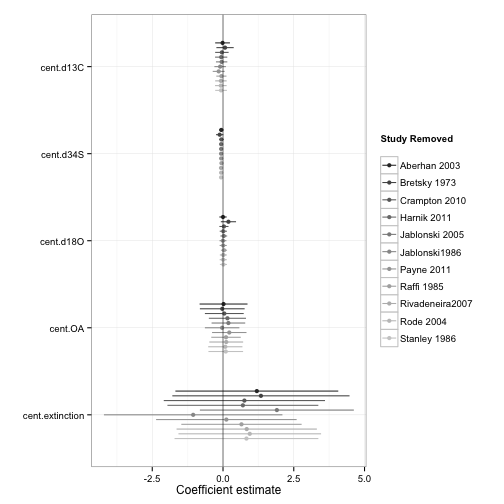 cent.d13C
cent.d34S
cent.d18O
cent.OA
cent.extinction
-2.5 0.0 2.5 5.0
Coefficient estimate
Study Removed
Aberhan 2003
Bretsky 1973
Crampton 2010
Harnik 2011
Jablonski 2005
Jablonski1986
Payne 2011
Raffi 1985
Rivadeneira2007
Rode 2004
Stanley 1986